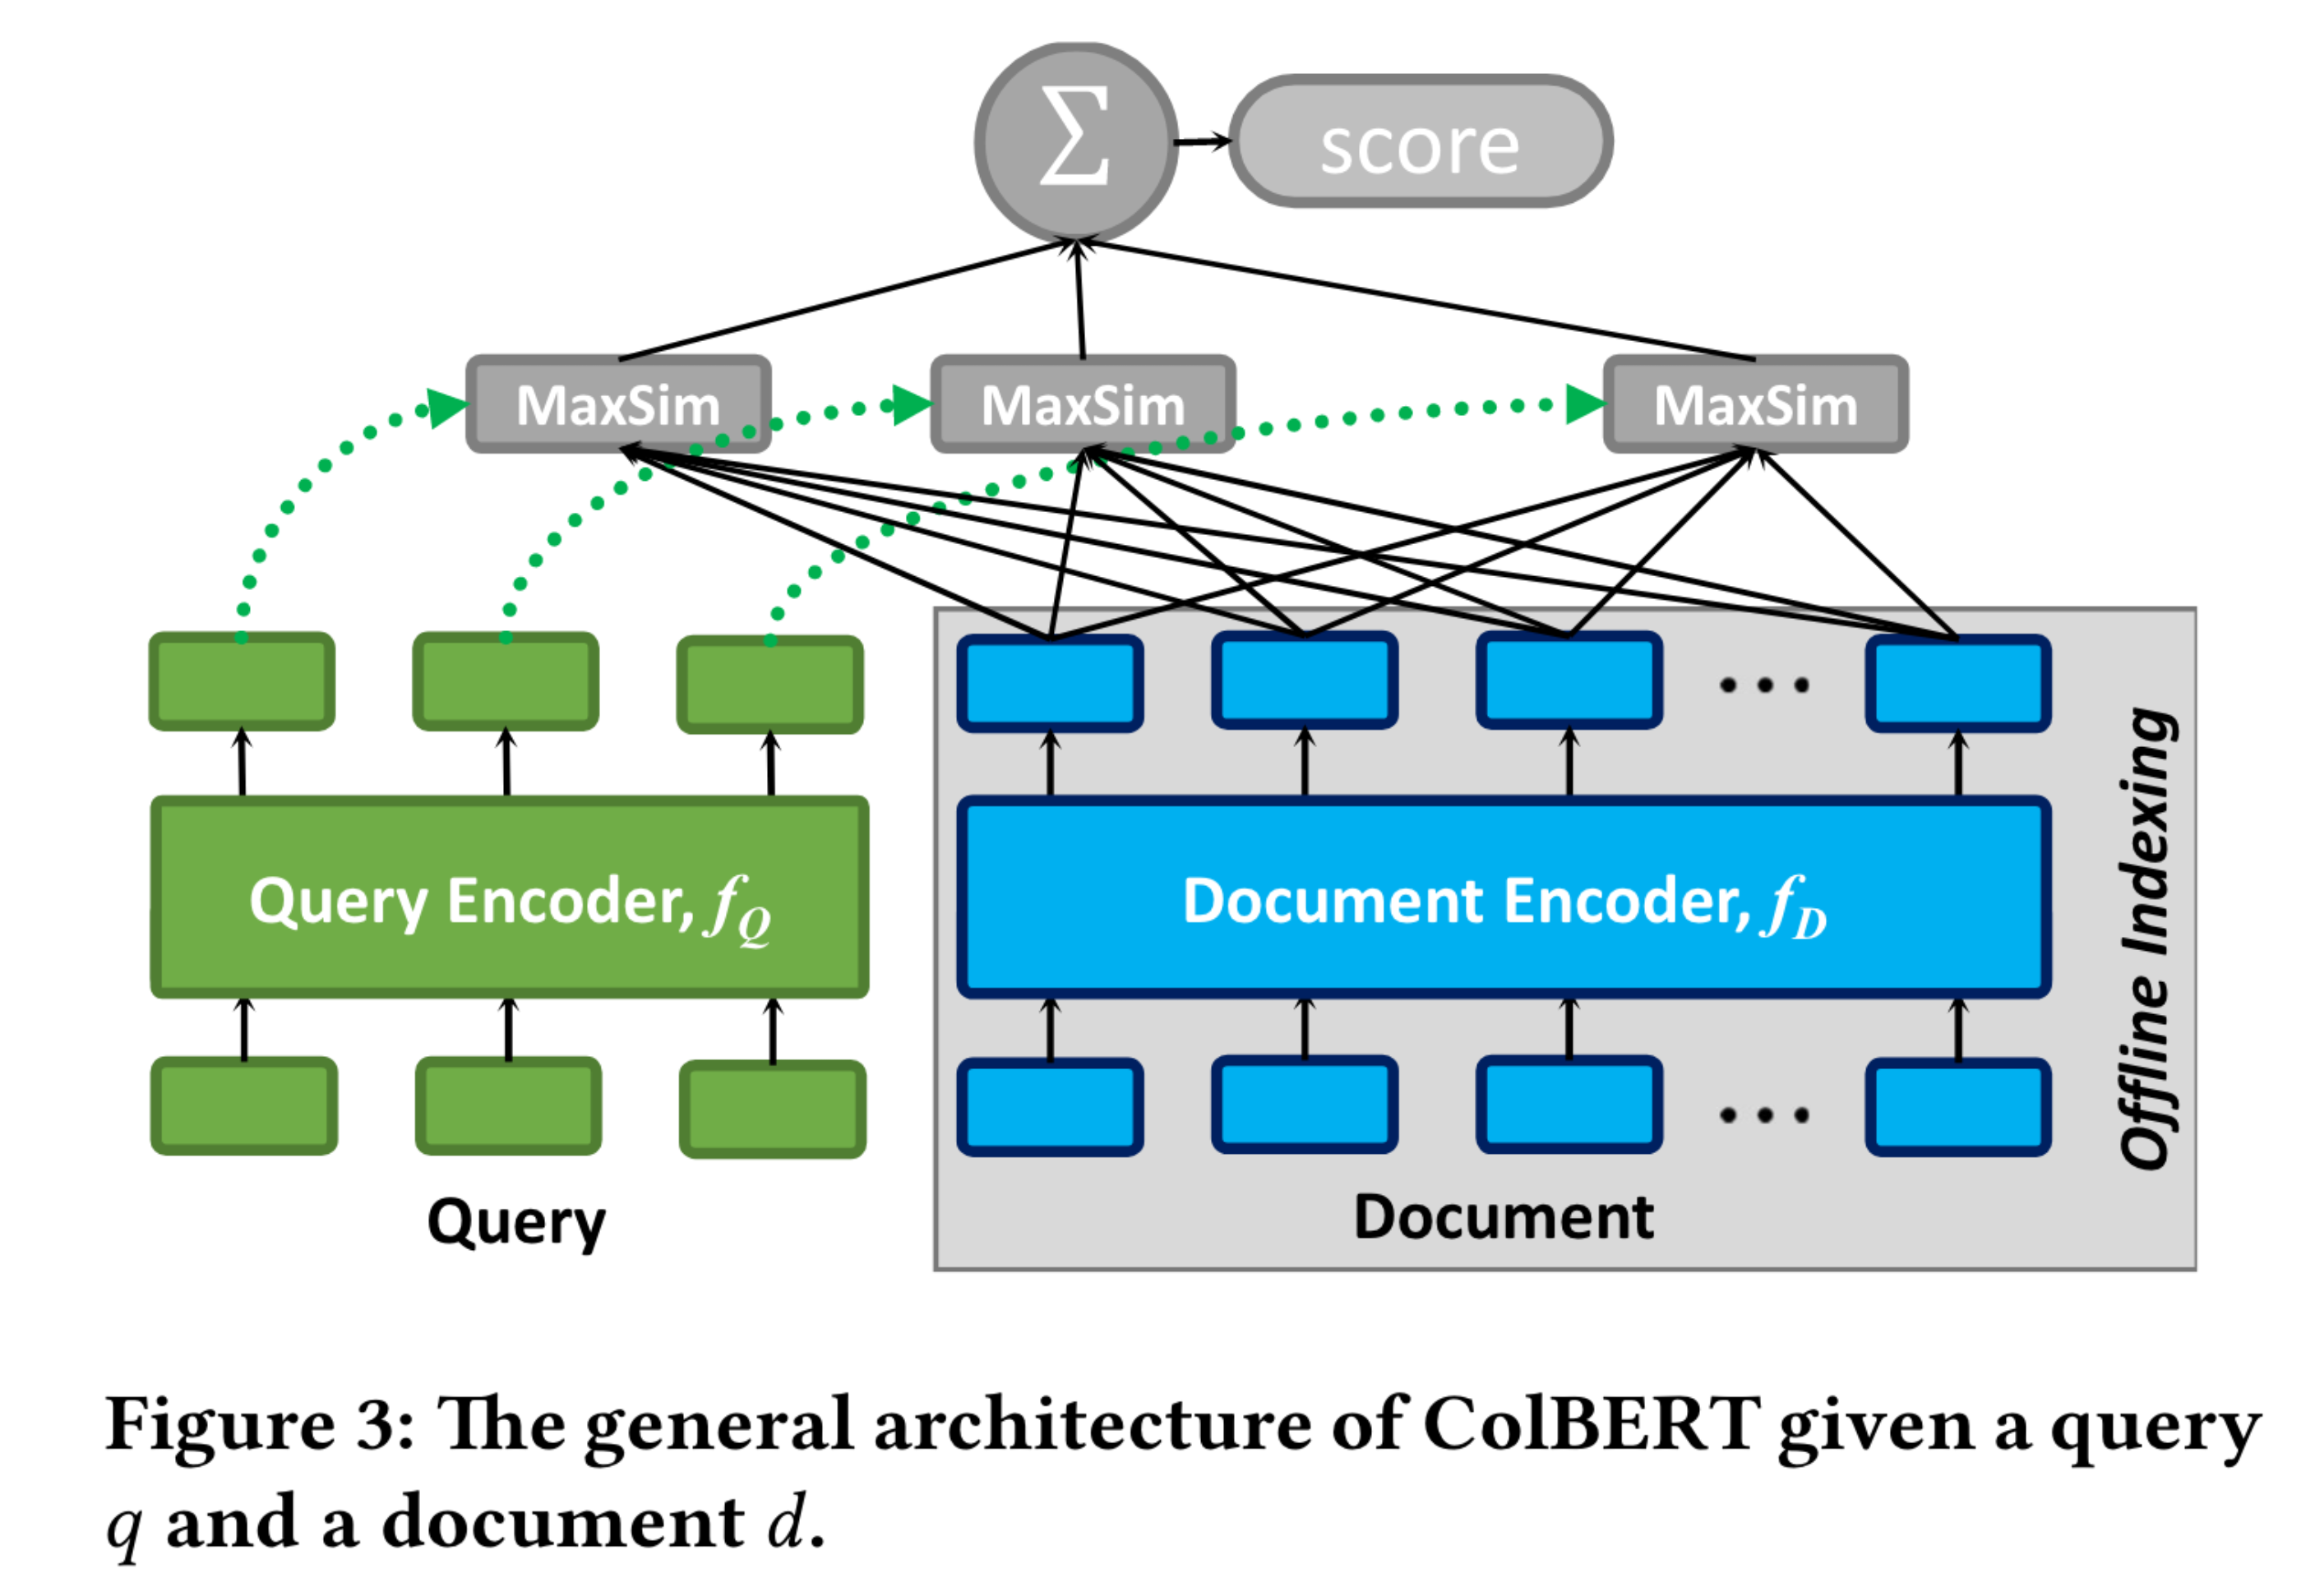 Σ
score
MaxSim MaxSim MaxSim
Query Encoder, f_Q
Document Encoder, f_D
Offline Indexing
Query
Document
Figure 3: The general architecture of ColBERT given a query
q and a document d.